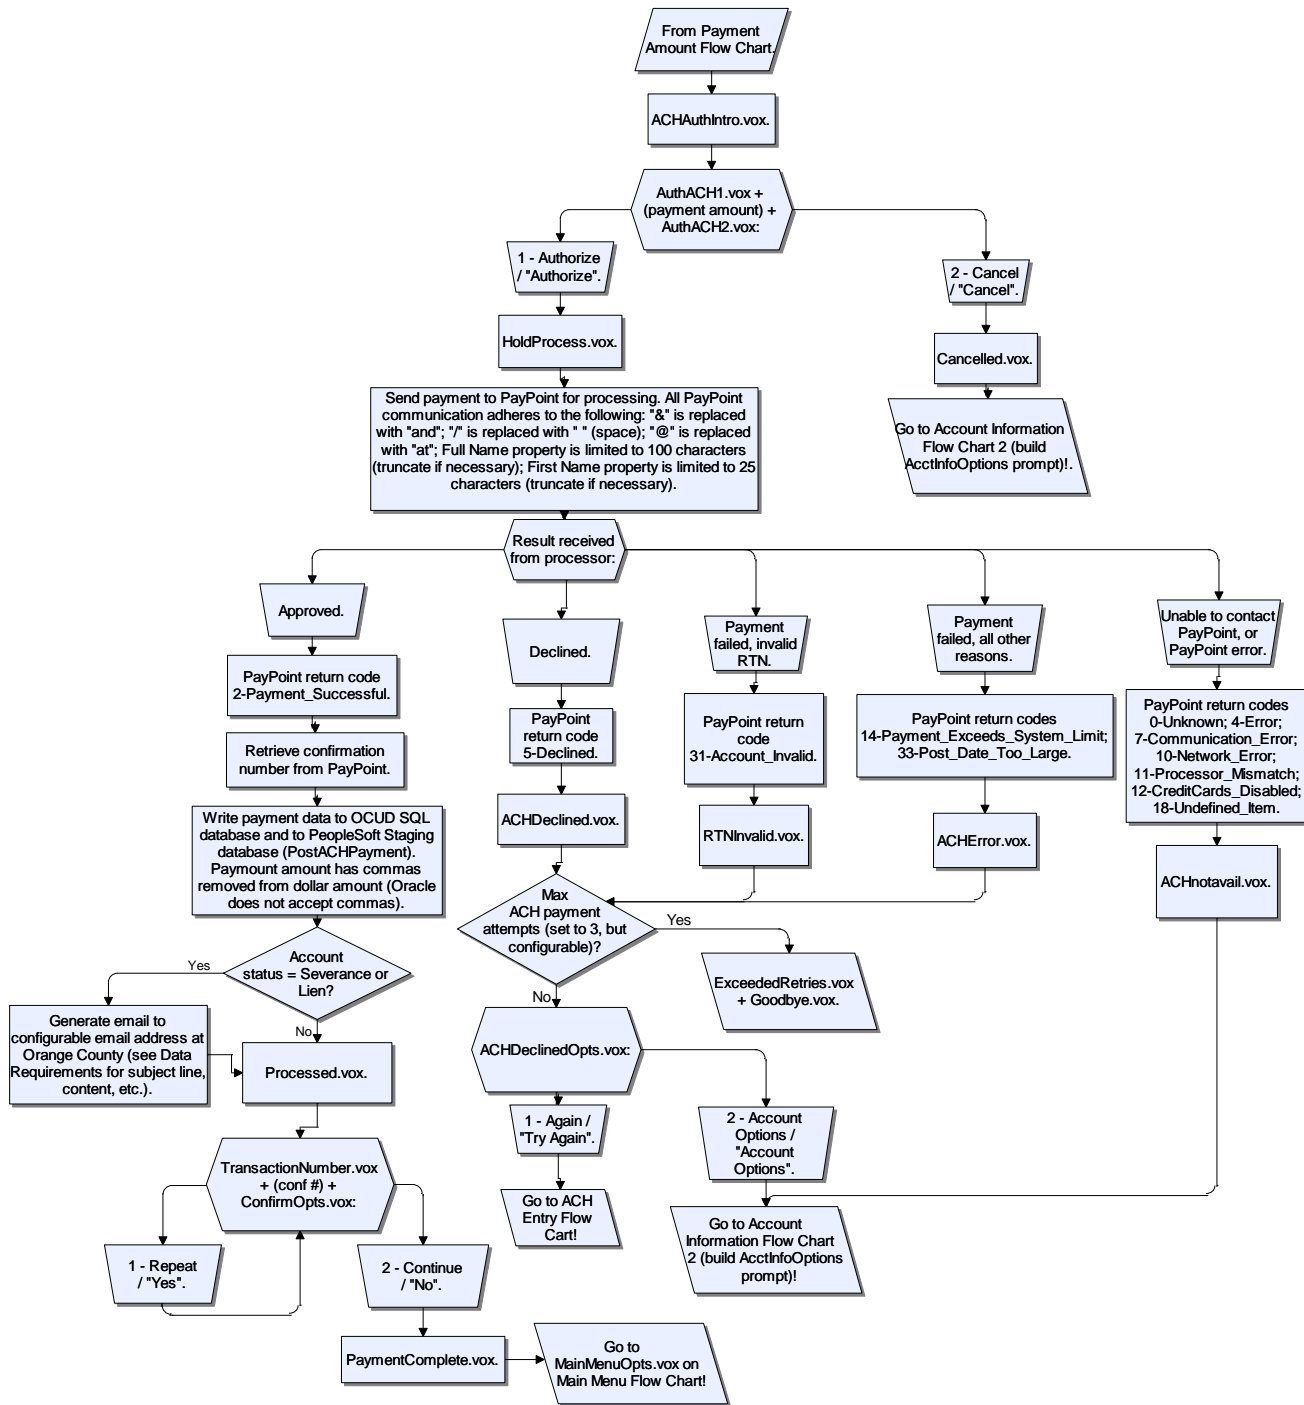 From Payment
Amount Flow Chart.
ACHAuthIntro.vox.
AuthACH1.vox +
(payment amount) +
AuthACH2.vox:
1 - Authorize
/ "Authorize".
2 - Cancel
/ "Cancel".
HoldProcess.vox.
Cancelled.vox.
Send payment to PayPoint for processing. All PayPoint
communication adheres to the following: "&" is replaced
with "and"; "/" is replaced with " " (space); "@" is replaced
with "at"; Full Name property is limited to 100 characters
(truncate if necessary); First Name property is limited to 25
characters (truncate if necessary).
Go to Account Information
Flow Chart 2 (build
AcctInfoOptions prompt)!.
Result received
from processor:
Approved.
Declined.
Payment
failed, invalid
RTN.
Payment
failed, all other
reasons.
Unable to contact
PayPoint, or
PayPoint error.
PayPoint return code
2-Payment_Successful.
PayPoint
return code
5-Declined.
PayPoint return
code
31-Account_Invalid.
PayPoint return codes
14-Payment_Exceeds_System_Limit;
33-Post_Date_Too_Large.
PayPoint return codes
0-Unknown; 4-Error;
7-Communication_Error;
10-Network_Error;
11-Processor_Mismatch;
12-CreditCards_Disabled;
18-Undefined_Item.
Retrieve confirmation
number from PayPoint.
ACHDeclined.vox.
RTNInvalid.vox.
ACHError.vox.
ACHnotavail.vox.
Write payment data to OCUD SQL
database and to PeopleSoft Staging
database (PostACHPayment).
Paymount amount has commas
removed from dollar amount (Oracle
does not accept commas).
Max
ACH payment
attempts (set to 3, but
configurable)?
Yes
ExceededRetries.vox
+ Goodbye.vox.
No
Account
status = Severance or
Lien?
Yes
No
Generate email to
configurable email address at
Orange County (see Data
Requirements for subject line,
content, etc.).
Processed.vox.
ACHDeclinedOpts.vox:
1 - Again /
"Try Again".
2 - Account
Options /
"Account
Options".
TransactionNumber.vox
+ (conf #) +
ConfirmOpts.vox:
Go to ACH
Entry Flow
Cart!
Go to Account
Information Flow Chart
2 (build AcctInfoOptions
prompt)!
1 - Repeat
/ "Yes".
2 - Continue
/ "No".
PaymentComplete.vox.
Go to
MainMenuOpts.vox on
Main Menu Flow Chart!